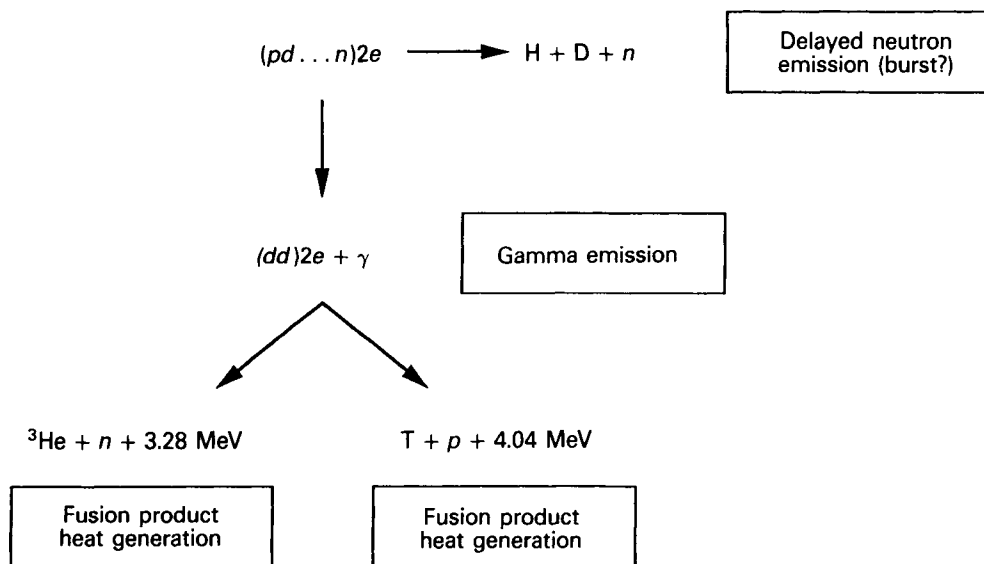 (pd . . . n)2e
H + D + n
Delayed neutron
emission (burst?)
(dd)2e + γ
Gamma emission
³He + n + 3.28 MeV
T + p + 4.04 MeV
Fusion product
heat generation
Fusion product
heat generation